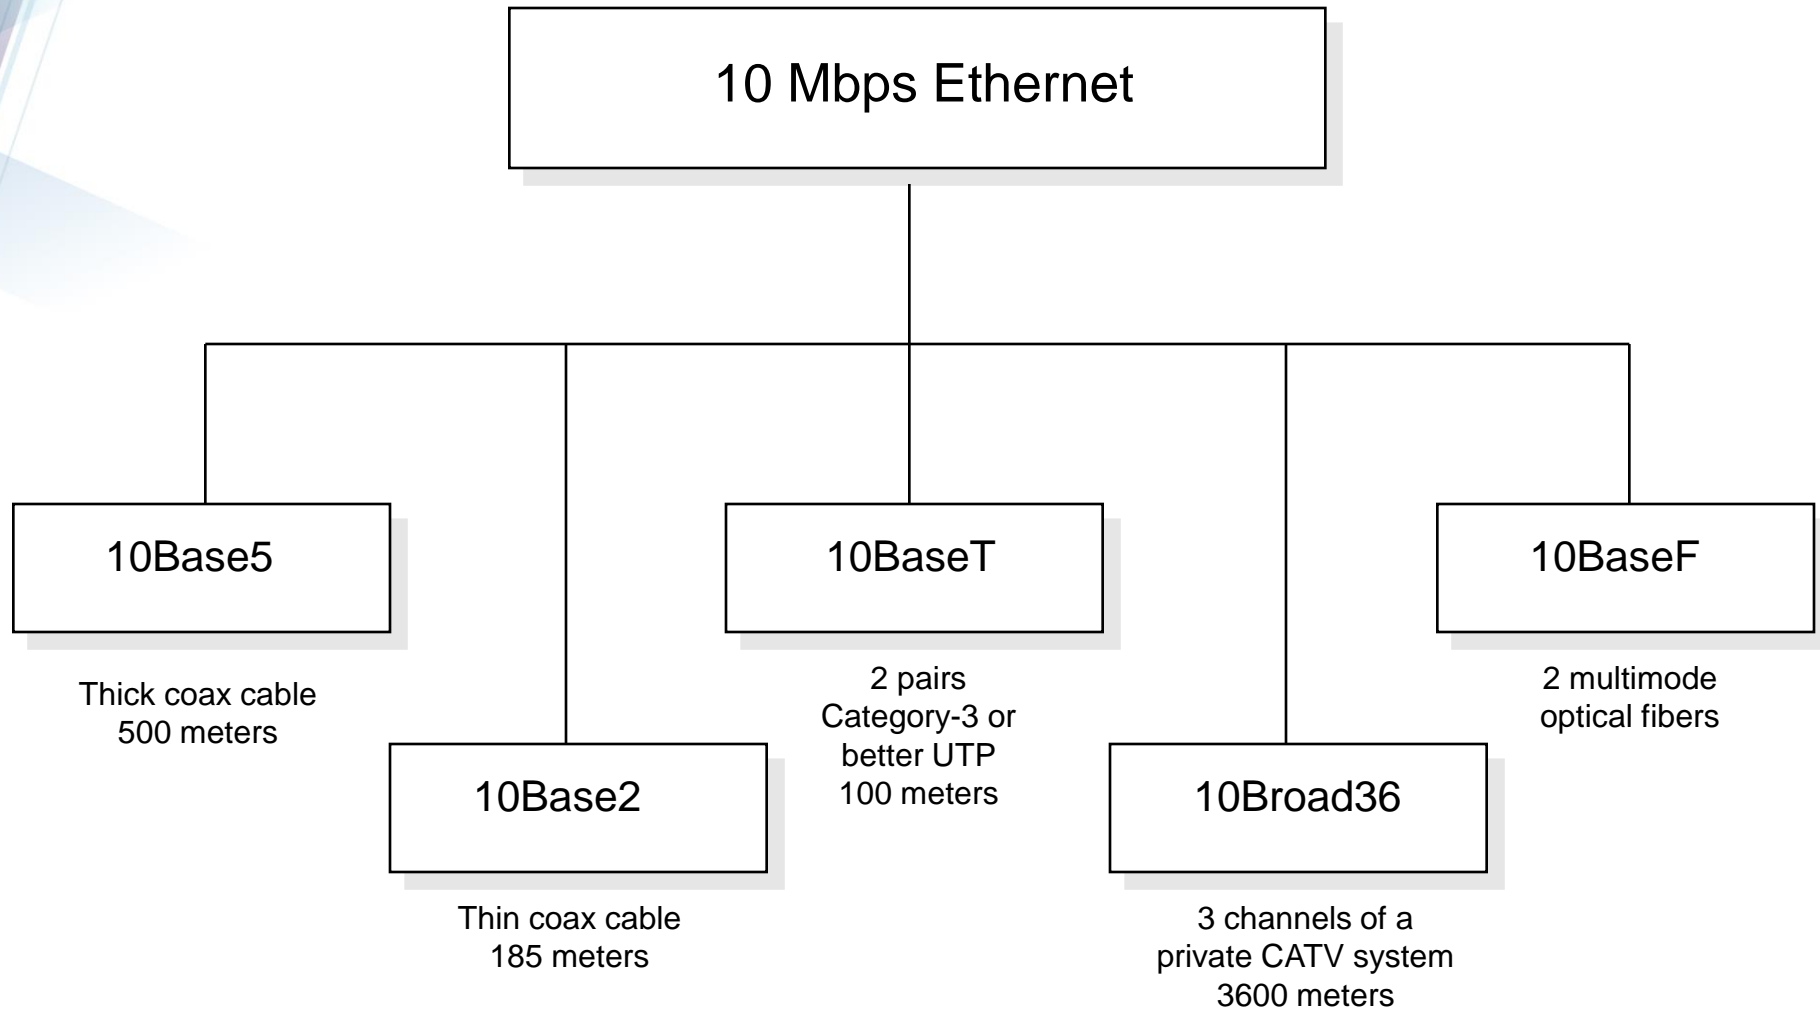 10 Mbps Ethernet
10Base5
Thick coax cable
500 meters
10Base2
Thin coax cable
185 meters
10BaseT
2 pairs
Category-3 or
better UTP
100 meters
10Broad36
3 channels of a
private CATV system
3600 meters
10BaseF
2 multimode
optical fibers